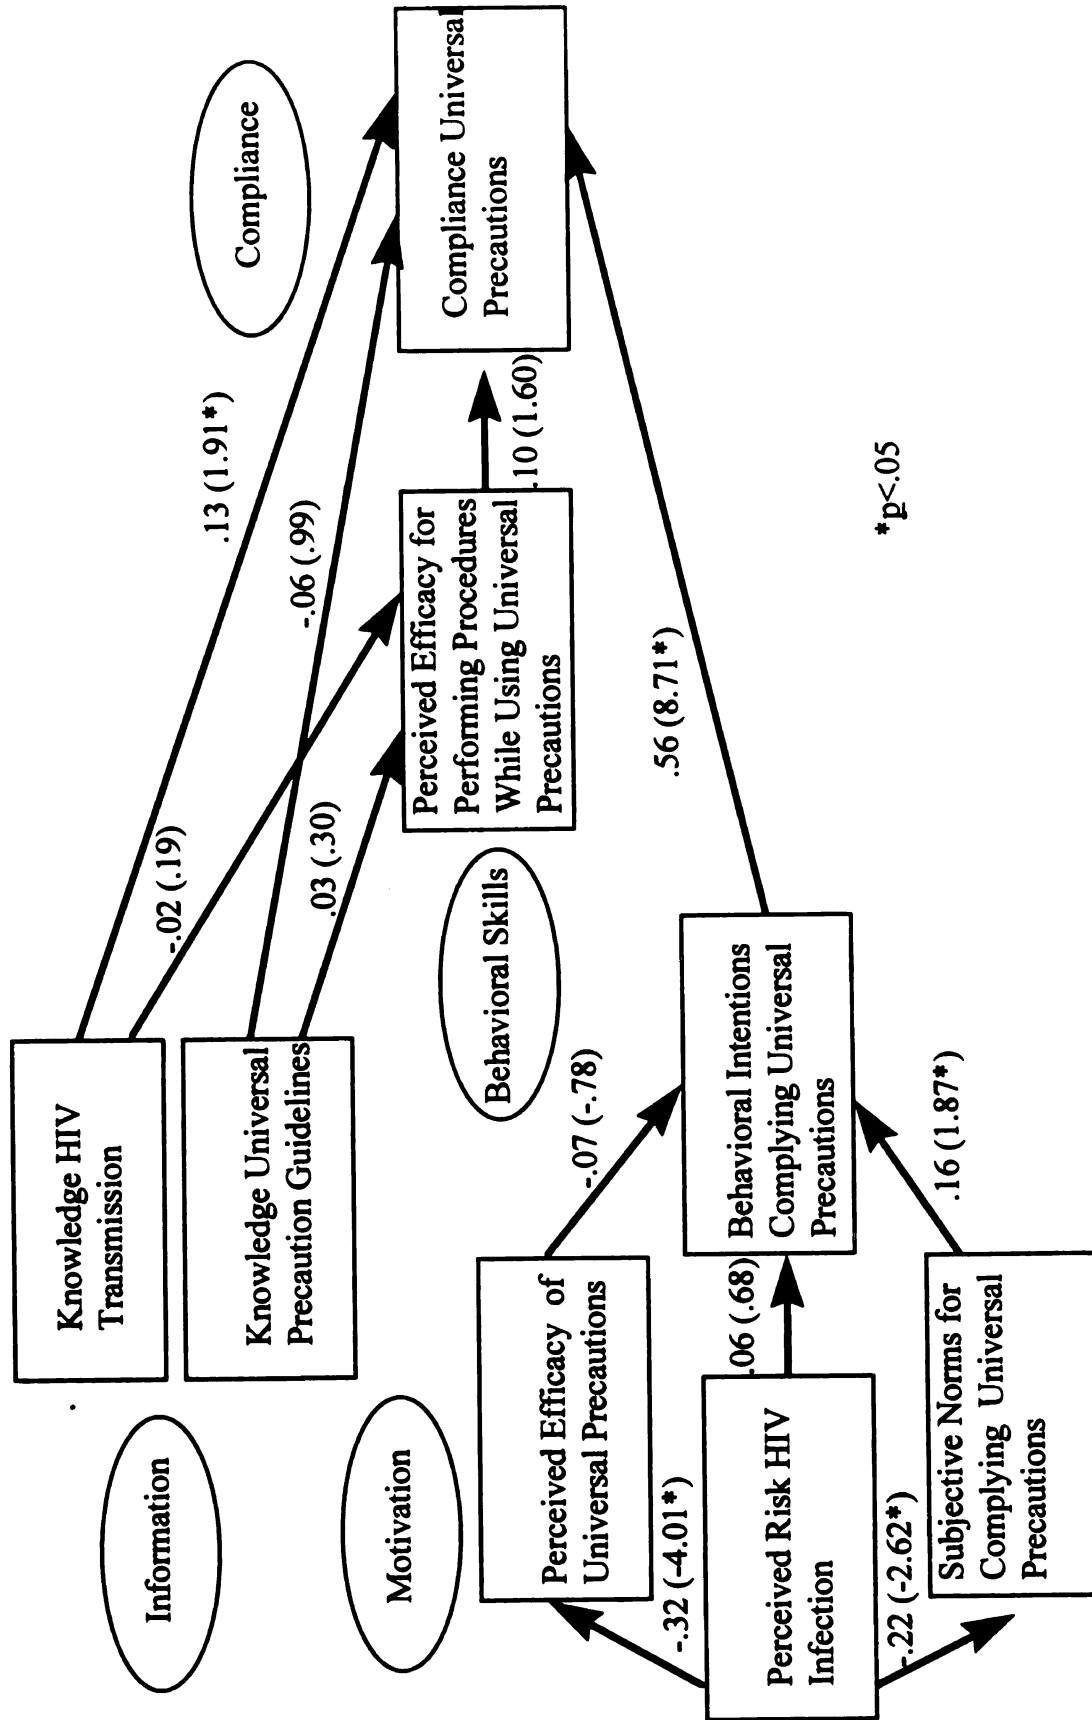 Information
Knowledge HIV
Transmission
Knowledge Universal
Precaution Guidelines
.13 (1.91*)
-.02 (.19)
-.06 (.99)
.03 (.30)
Compliance
Motivation
Behavioral Skills
Perceived Efficacy for
Performing Procedures
While Using Universal
Precautions
.10 (1.60)
Compliance Universal
Precautions
Perceived Efficacy of
Universal Precautions
-.07 (-.78)
-.32 (-4.01*)
Perceived Risk HIV
Infection
.06 (.68)
Behavioral Intentions
Complying Universal
Precautions
.56 (8.71*)
-.22 (-2.62*)
Subjective Norms for
Complying Universal
Precautions
.16 (1.87*)
*p<.05